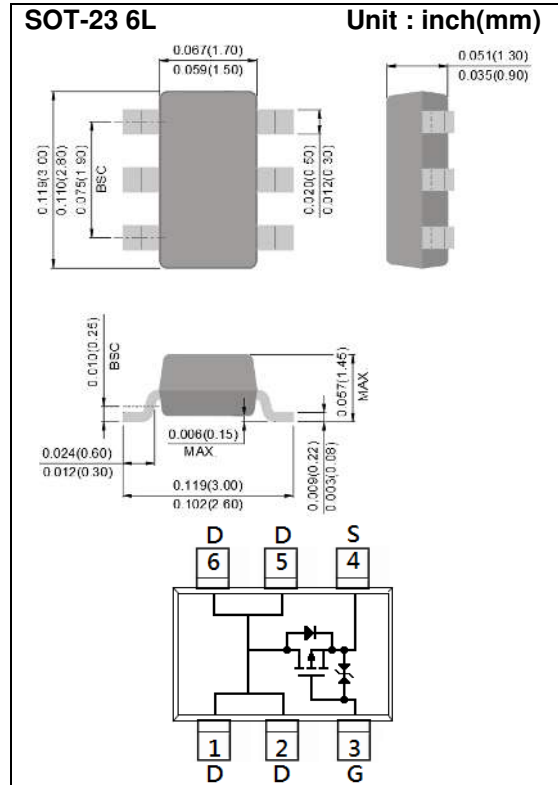 SOT-23 6L Unit : inch(mm)
0.067(1.70)
0.059(1.50)
0.051(1.30)
0.035(0.90)
0.119(3.00)
0.110(2.80)
0.075(1.90)
BSC
0.020(0.50)
0.012(0.30)
0.010(0.25)
BSC
0.057(1.45)
MAX
0.006(0.15)
MAX
0.024(0.60)
0.012(0.30)
0.119(3.00)
0.102(2.60)
0.009(0.22)
0.003(0.08)
D D S
6 5 4
1 2 3
D D G